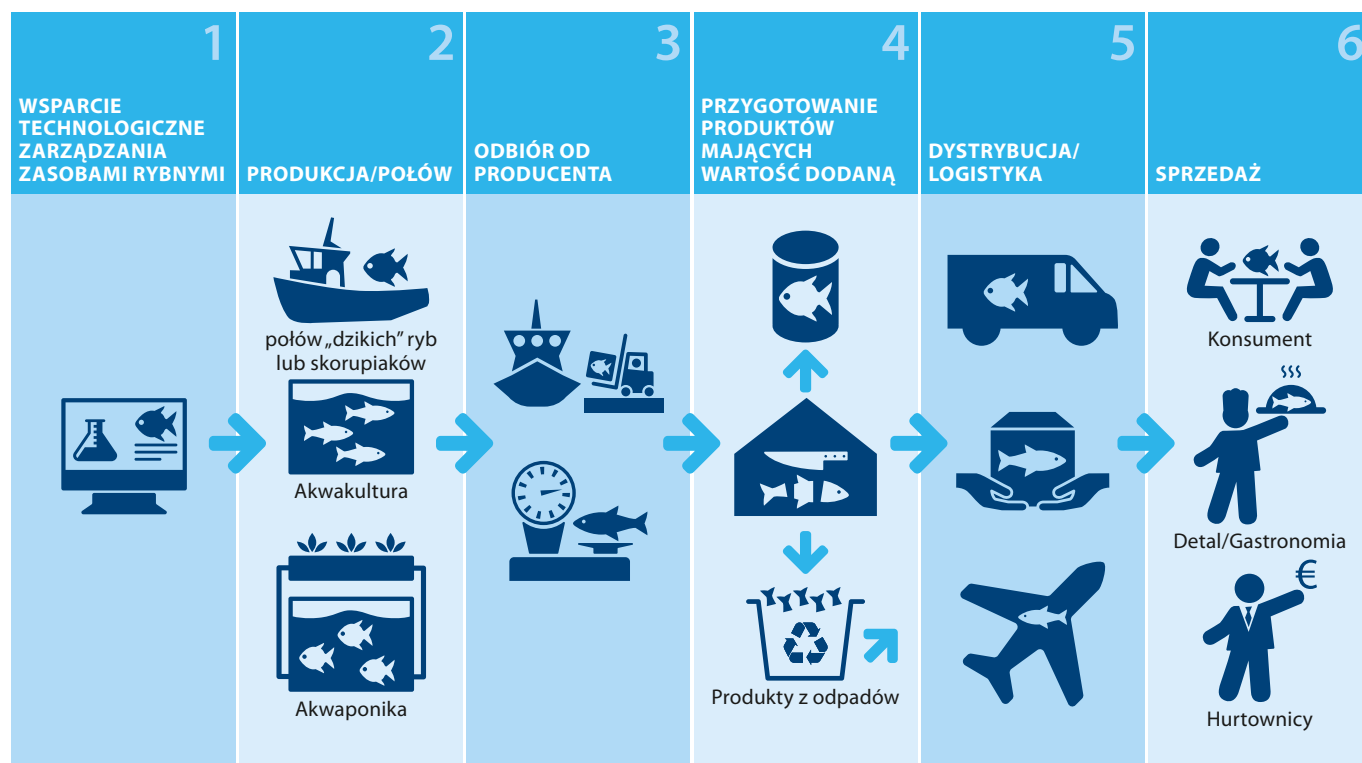 1
WSPARCIE
TECHNOLOGICZNE
ZARZĄDZANIA
ZASOBAMI RYBNYMI
2
PRODUKCJA/POŁÓW
połów „dzikich” ryb
lub skorupiaków
Akwakultura
Akwaponika
3
ODBIÓR OD
PRODUCENTA
4
PRZYGOTOWANIE
PRODUKTÓW
MAJĄCYCH
WARTOŚĆ DODANĄ
Produkty z odpadów
5
DYSTRYBUCJA/
LOGISTYKA
6
SPRZEDAŻ
Konsument
Detal/Gastronomia
€
Hurtownicy